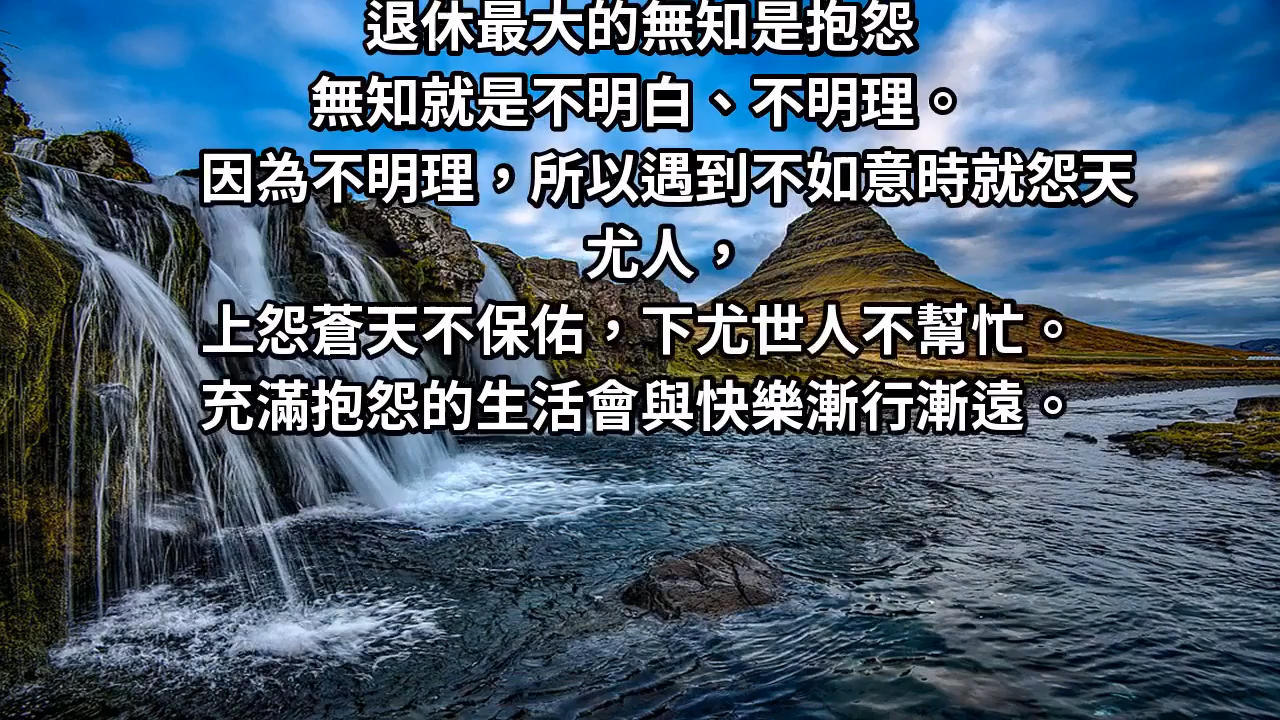 退休最大的無知是抱怨
無知就是不明白、不明理。
因為不明理，所以遇到不如意時就怨天
尤人，
上怨蒼天不保佑，下尤世人不幫忙。
充滿抱怨的生活會與快樂漸行漸遠。